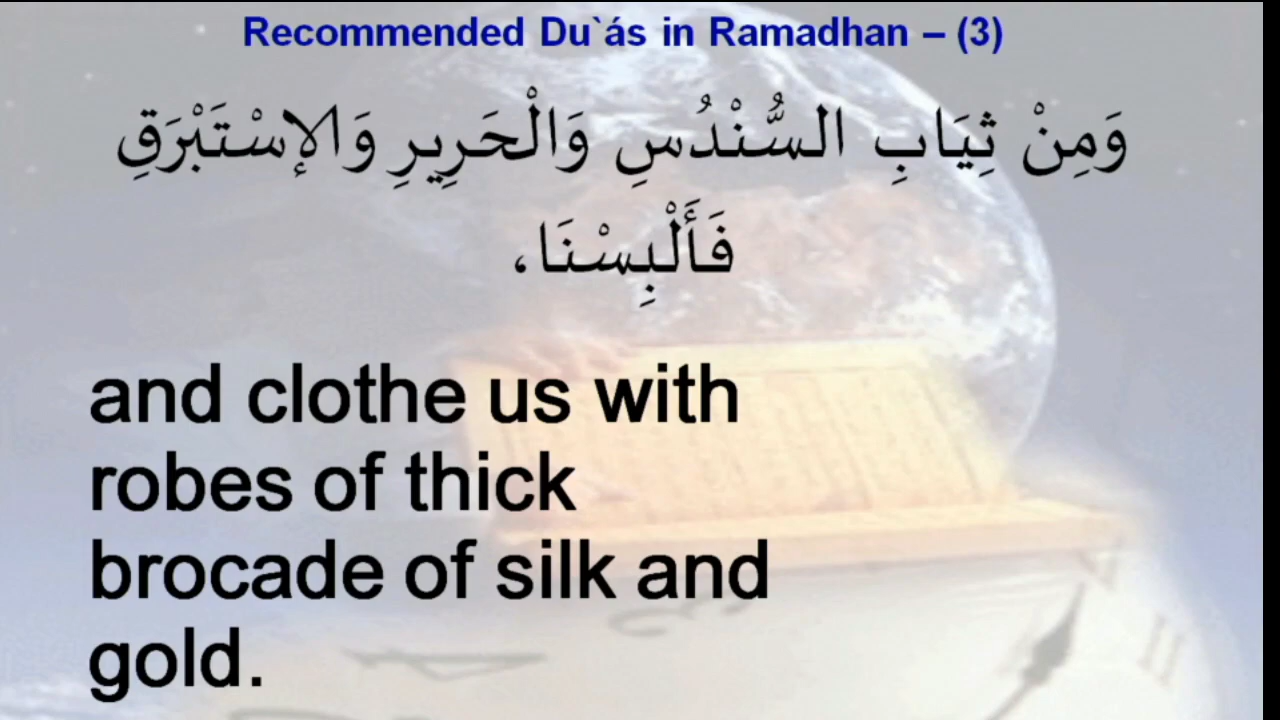 Recommended Du`ás in Ramadhan – (3)
وَمِنْ ثِيَابِ السُّنْدُسِ وَالْحَرِيرِ وَالإِسْتَبْرَقِ
فَأَلْبِسْنَا،
and clothe us with
robes of thick
brocade of silk and
gold.